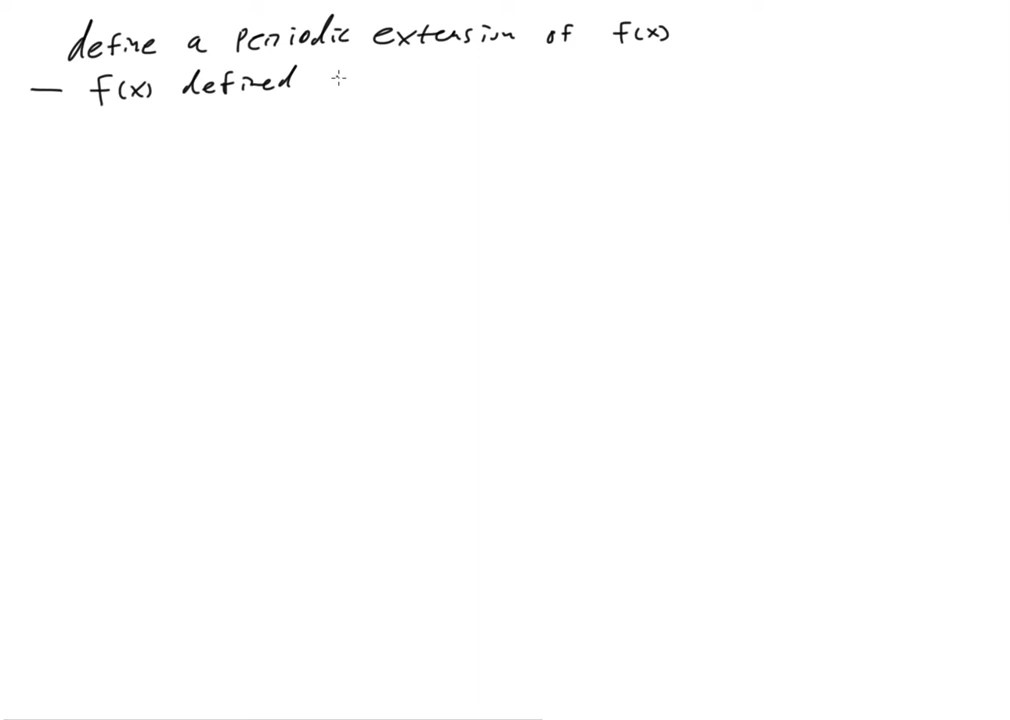 define a periodic extension of f(x)
— f(x) defined